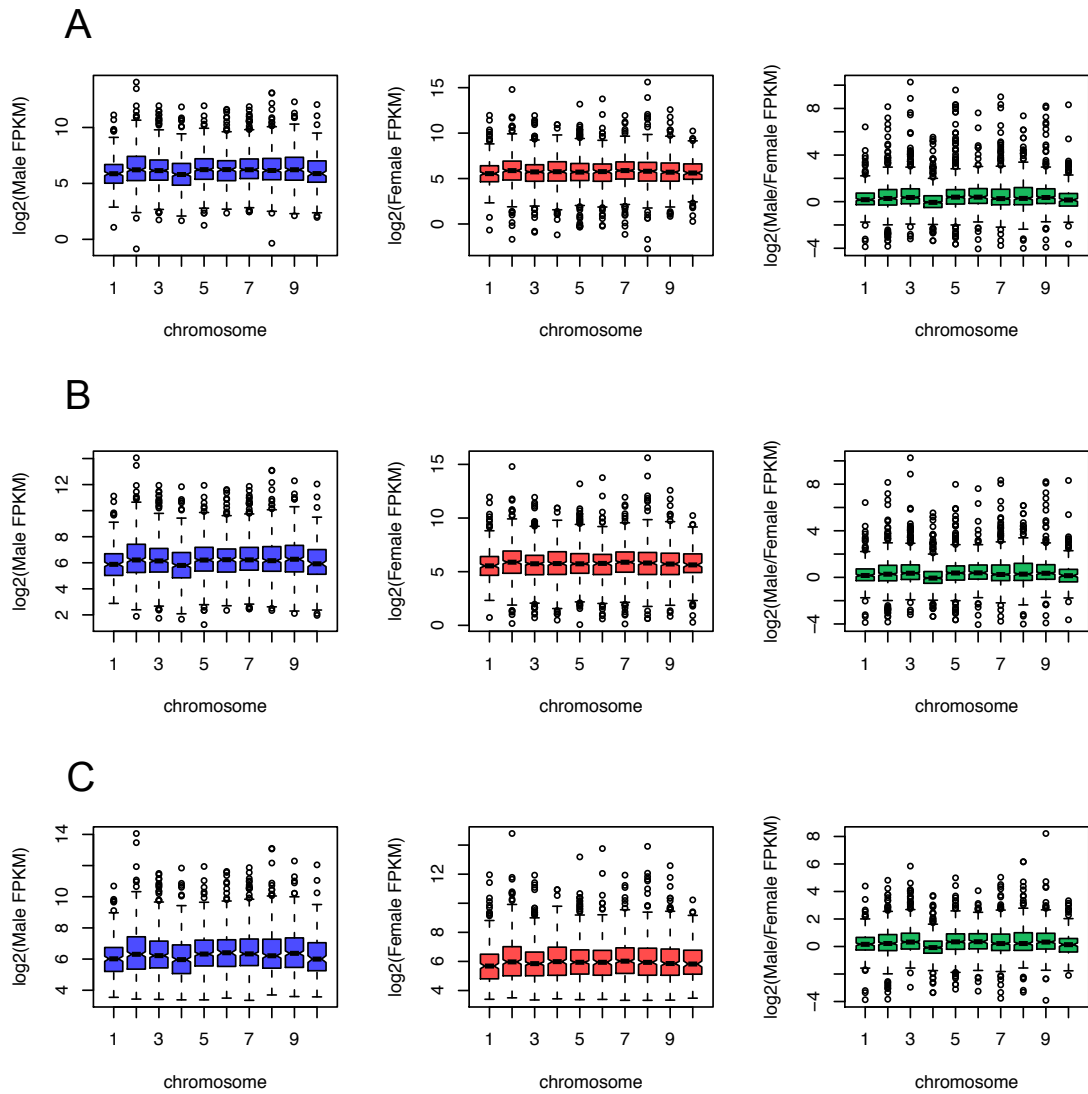 A
log2(Male FPKM)
0 5 10
1 3 5 7 9
chromosome
log2(Female FPKM)
0 5 10 15
1 3 5 7 9
chromosome
log2(Male/Female FPKM)
−4 0 4 8
1 3 5 7 9
chromosome
B
log2(Male FPKM)
2 4 6 8 12
1 3 5 7 9
chromosome
log2(Female FPKM)
0 5 10 15
1 3 5 7 9
chromosome
log2(Male/Female FPKM)
−4 0 4 8
1 3 5 7 9
chromosome
C
log2(Male FPKM)
4 6 8 10 14
1 3 5 7 9
chromosome
log2(Female FPKM)
4 6 8 12
1 3 5 7 9
chromosome
log2(Male/Female FPKM)
−4 0 2 4 6 8
1 3 5 7 9
chromosome